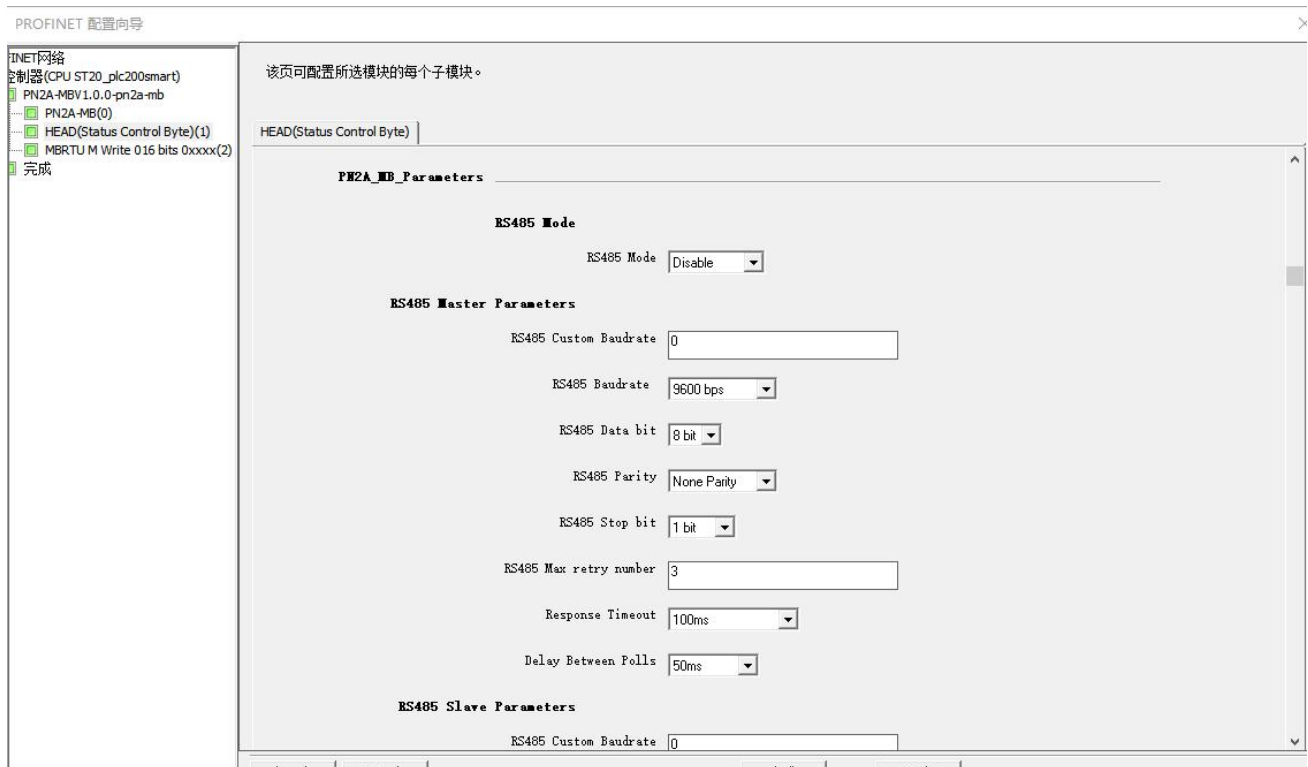 PROFINET 配置向导
FINET网络
控制器(CPU ST20_plc200smart)
PN2A-MBV1.0.0-pn2a-mb
PN2A-MB(0)
HEAD(Status Control Byte)(1)
MBRTU M Write 016 bits 0xxxx(2)
完成
该页可配置所选模块的每个子模块。
HEAD(Status Control Byte)
PN2A_MB_Parameters
RS485 Mode
RS485 Mode Disable
RS485 Master Parameters
RS485 Custom Baudrate 0
RS485 Baudrate 9600 bps
RS485 Data bit 8 bit
RS485 Parity None Parity
RS485 Stop bit 1 bit
RS485 Max retry number 3
Response Timeout 100ms
Delay Between Polls 50ms
RS485 Slave Parameters
RS485 Custom Baudrate 0